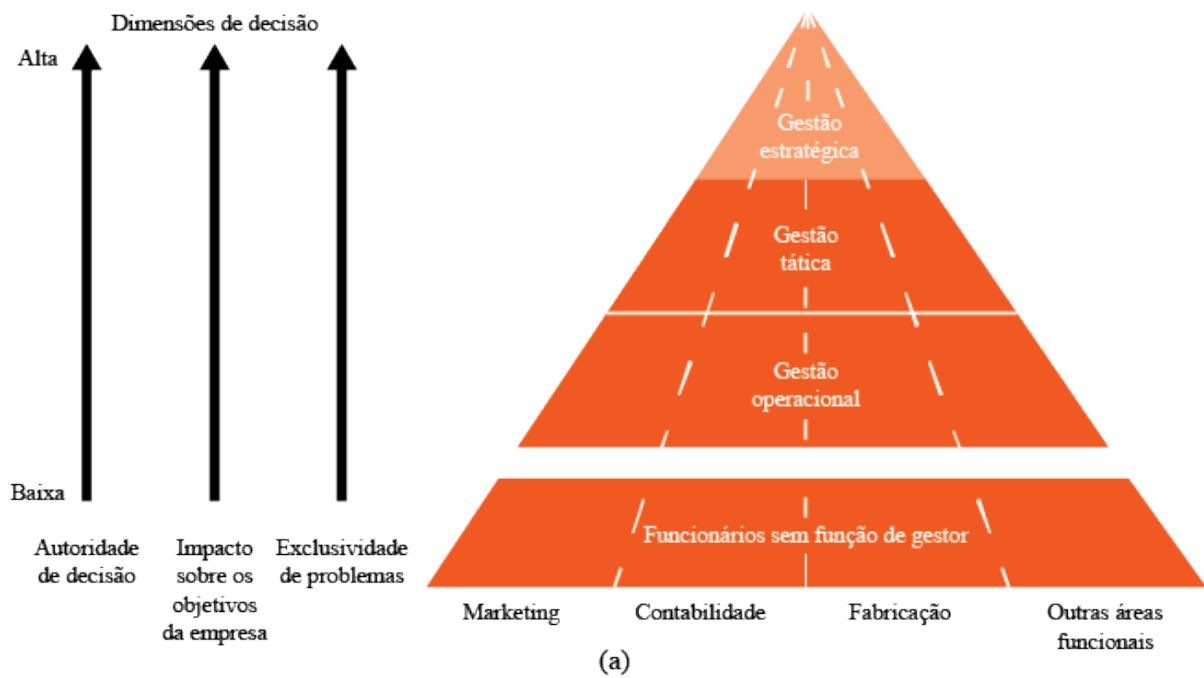 Dimensões de decisão
Alta
Baixa
Autoridade
de decisão
Impacto
sobre os
objetivos
da empresa
Exclusividade
de problemas
Gestão
estratégica
Gestão
tática
Gestão
operacional
Funcionários sem função de gestor
Marketing
Contabilidade
Fabricação
Outras áreas
funcionais
(a)